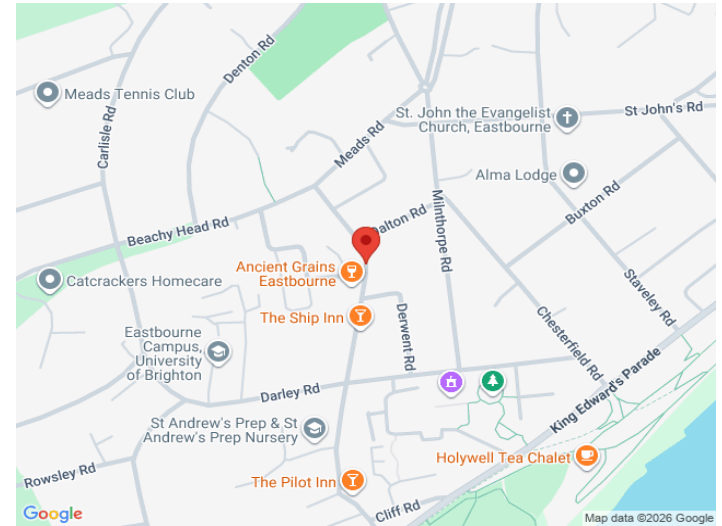 Denton Rd
Meads Tennis Club
Carlisle Rd
St. John the Evangelist
Church, Eastbourne
St John's Rd
Meads Rd
Alma Lodge
Milnthorpe Rd
Buxton Rd
Dalton Rd
Beachy Head Rd
Ancient Grains
Eastbourne
Catcrackers Homecare
Staveley Rd
The Ship Inn
Derwent Rd
Chesterfield Rd
Eastbourne
Campus,
University
of Brighton
King Edward's Parade
Darley Rd
St Andrew's Prep & St
Andrew's Prep Nursery
Holywell Tea Chalet
Rowsley Rd
The Pilot Inn
Cliff Rd
Google
Map data ©2026 Google